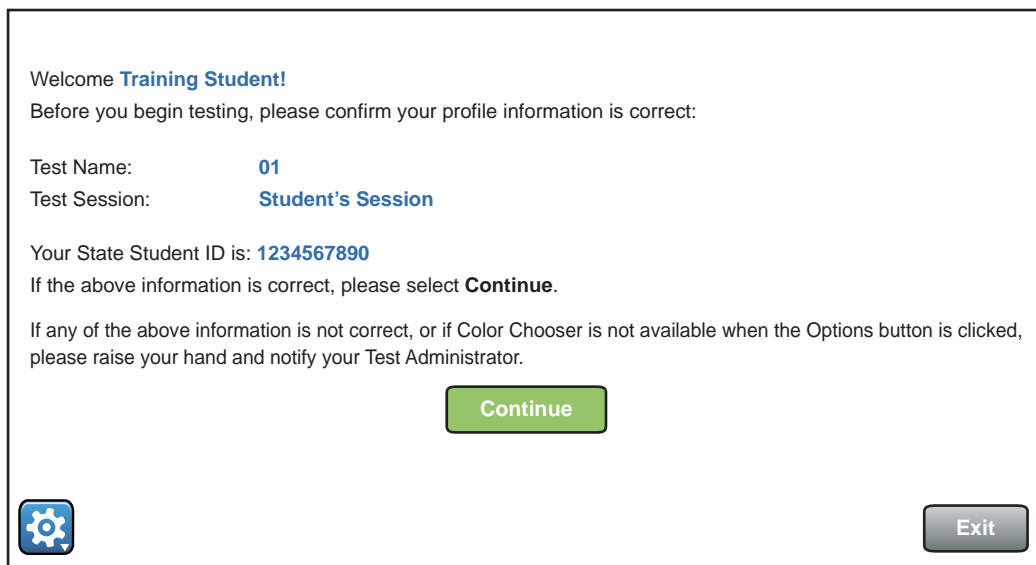 Welcome Training Student!
Before you begin testing, please confirm your profile information is correct:
Test Name: 01
Test Session: Student’s Session
Your State Student ID is: 1234567890
If the above information is correct, please select Continue.
If any of the above information is not correct, or if Color Chooser is not available when the Options button is clicked,
please raise your hand and notify your Test Administrator.
Continue
Exit